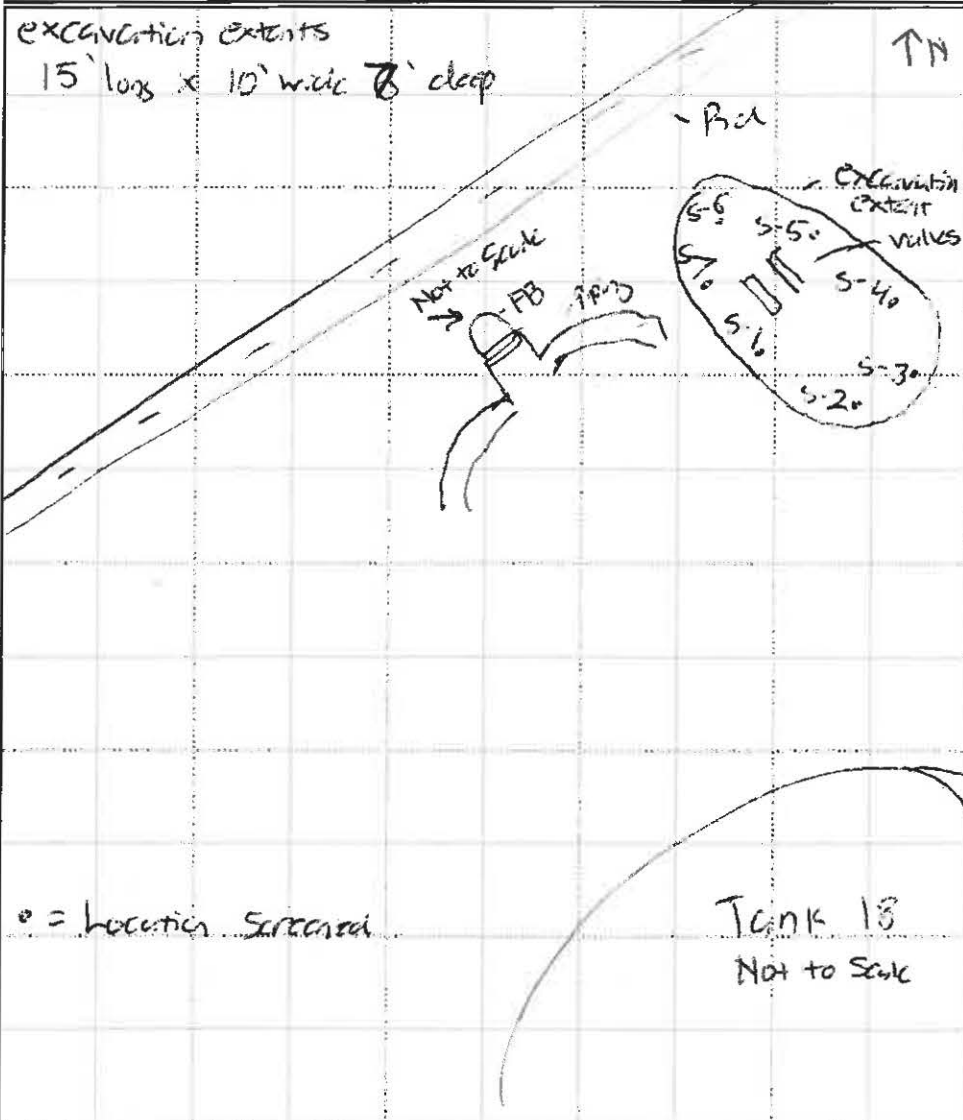 excavation extents
15' long x 10' wide 8' deep
↑N
- Rd
- excavation
extent
valves
S-6
S-5
S-7
S-4
S-1
S-3
S-2
Not to Scale
- FB
Piping
• = Location Screened
Tank 18
Not to Scale